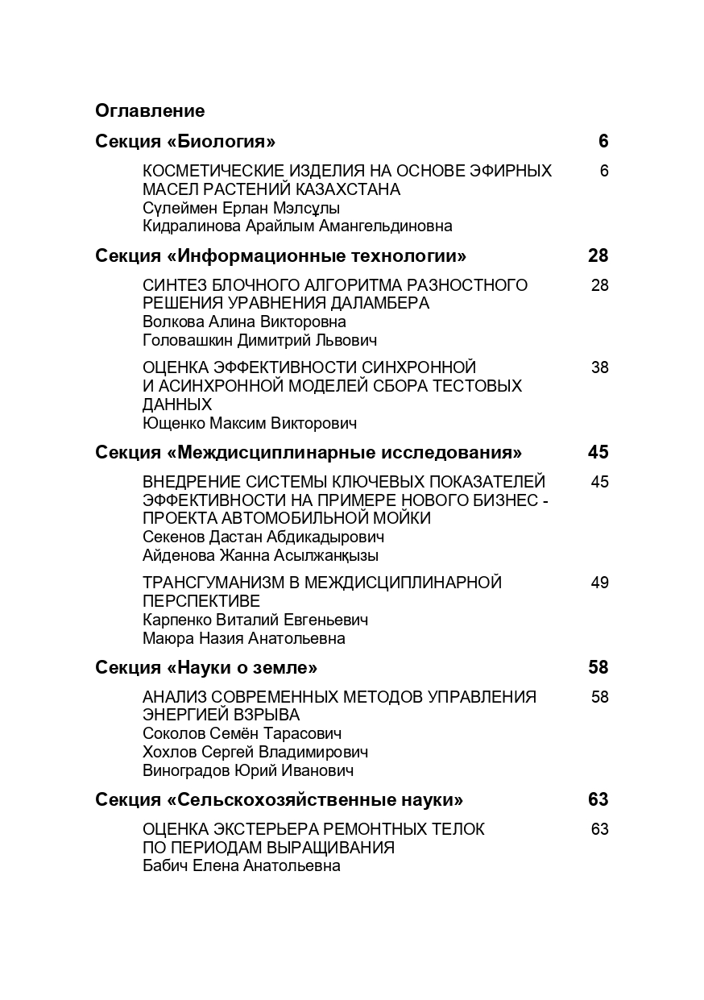 Оглавление
Секция «Биология» 6
КОСМЕТИЧЕСКИЕ ИЗДЕЛИЯ НА ОСНОВЕ ЭФИРНЫХ 6
МАСЕЛ РАСТЕНИЙ КАЗАХСТАНА
Сүлеймен Ерлан Мэлсұлы
Кидралинова Арайлым Амангельдиновна
Секция «Информационные технологии» 28
СИНТЕЗ БЛОЧНОГО АЛГОРИТМА РАЗНОСТНОГО 28
РЕШЕНИЯ УРАВНЕНИЯ ДАЛАМБЕРА
Волкова Алина Викторовна
Головашкин Димитрий Львович
ОЦЕНКА ЭФФЕКТИВНОСТИ СИНХРОННОЙ 38
И АСИНХРОННОЙ МОДЕЛЕЙ СБОРА ТЕСТОВЫХ
ДАННЫХ
Ющенко Максим Викторович
Секция «Междисциплинарные исследования» 45
ВНЕДРЕНИЕ СИСТЕМЫ КЛЮЧЕВЫХ ПОКАЗАТЕЛЕЙ 45
ЭФФЕКТИВНОСТИ НА ПРИМЕРЕ НОВОГО БИЗНЕС -
ПРОЕКТА АВТОМОБИЛЬНОЙ МОЙКИ
Секенов Дастан Абдикадырович
Айденова Жанна Асылжанқызы
ТРАНСГУМАНИЗМ В МЕЖДИСЦИПЛИНАРНОЙ 49
ПЕРСПЕКТИВЕ
Карпенко Виталий Евгеньевич
Маюра Назия Анатольевна
Секция «Науки о земле» 58
АНАЛИЗ СОВРЕМЕННЫХ МЕТОДОВ УПРАВЛЕНИЯ 58
ЭНЕРГИЕЙ ВЗРЫВА
Соколов Семён Тарасович
Хохлов Сергей Владимирович
Виноградов Юрий Иванович
Секция «Сельскохозяйственные науки» 63
ОЦЕНКА ЭКСТЕРЬЕРА РЕМОНТНЫХ ТЕЛОК 63
ПО ПЕРИОДАМ ВЫРАЩИВАНИЯ
Бабич Елена Анатольевна